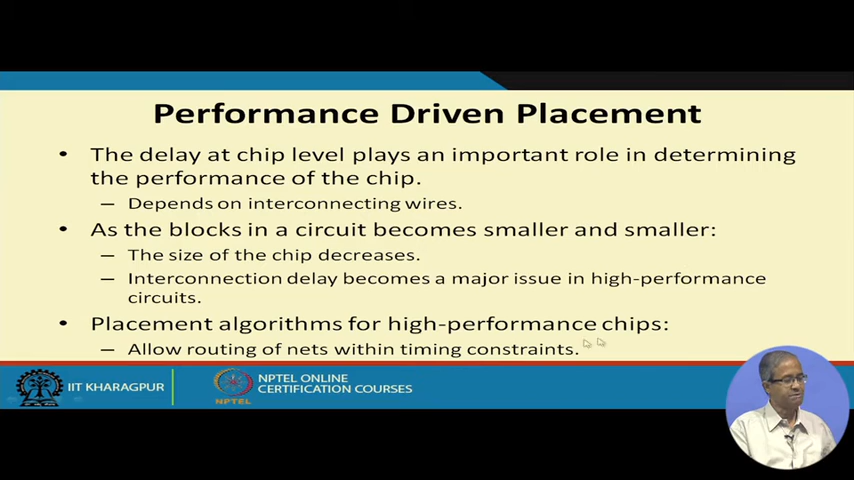 Performance Driven Placement
• The delay at chip level plays an important role in determining
the performance of the chip.
– Depends on interconnecting wires.
• As the blocks in a circuit becomes smaller and smaller:
– The size of the chip decreases.
– Interconnection delay becomes a major issue in high-performance
circuits.
• Placement algorithms for high-performance chips:
– Allow routing of nets within timing constraints.
IIT KHARAGPUR
NPTEL
NPTEL ONLINE
CERTIFICATION COURSES